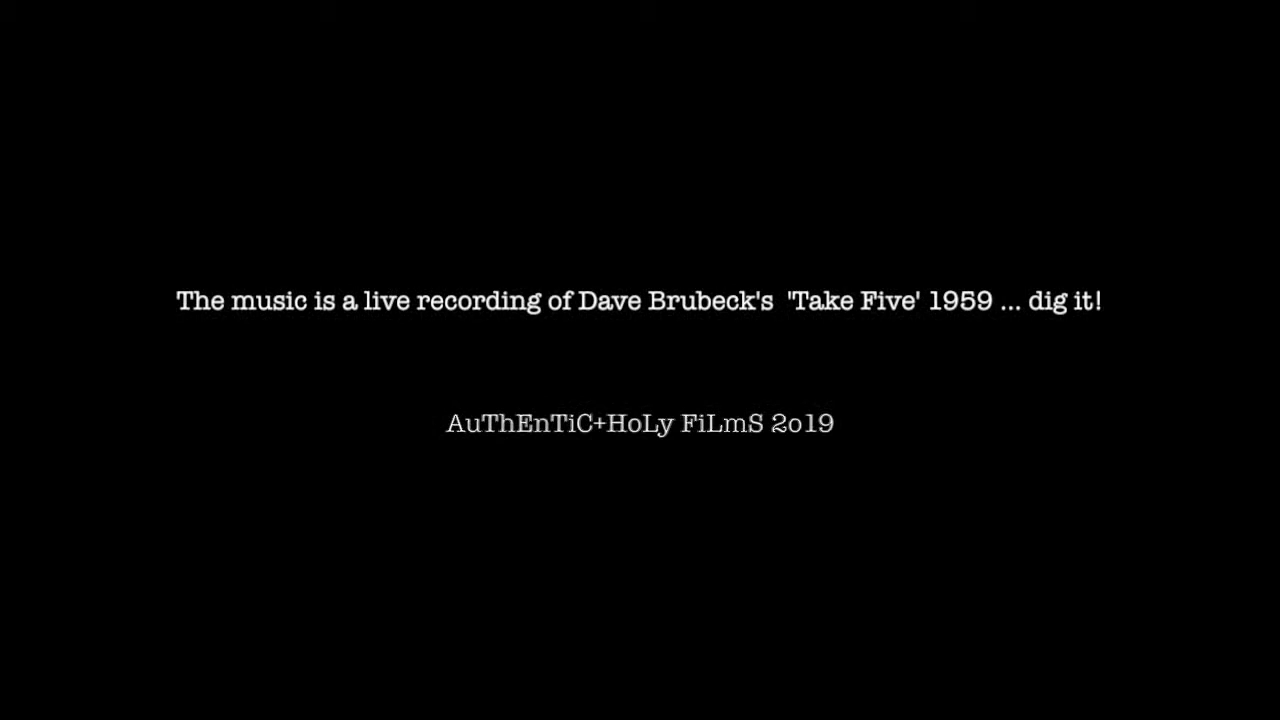 The music is a live recording of Dave Brubeck's  'Take Five' 1959 ... dig it!
AuThEnTiC+HoLy FiLmS 2o19